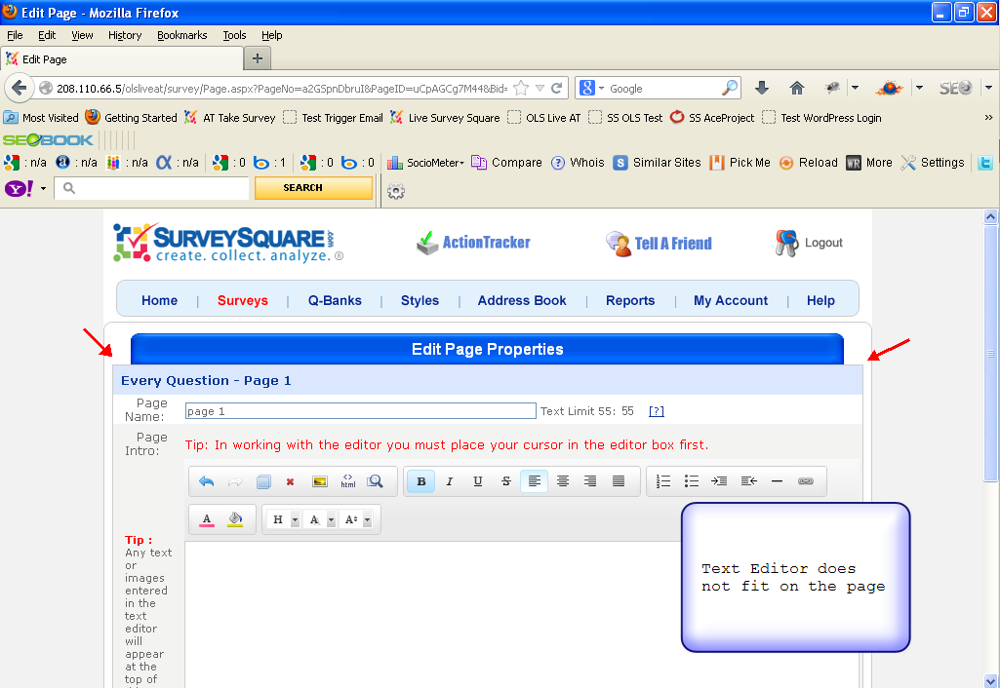 Edit Page - Mozilla Firefox
File Edit View History Bookmarks Tools Help
Edit Page
208.110.66.5/olsliveat/survey/Page.aspx?PageNo=a2GSpnDbruI&PageID=uCpAGCg7M44&Bid= Google SEO
Most Visited Getting Started AT Take Survey Test Trigger Email Live Survey Square OLS Live AT SS OLS Test SS AceProject Test WordPress Login »
SEOBOOK
: n/a : n/a : n/a : n/a : 0 : 1 : 0 : 0 SocioMeter Compare Whois Similar Sites Pick Me Reload WR More Settings
Y! SEARCH
SURVEYSQUARE.COM
create. collect. analyze. ®
ActionTracker
Tell A Friend
Logout
Home | Surveys | Q-Banks | Styles | Address Book | Reports | My Account | Help
Edit Page Properties
Every Question - Page 1
Page
Name:
page 1
Text Limit 55: 55 [?]
Page
Intro:
Tip: In working with the editor you must place your cursor in the editor box first.
html B I U S
A H A A
Tip :
Any text
or
images
entered
in the
text
editor
will
appear
at the
top of
Text Editor does
not fit on the page